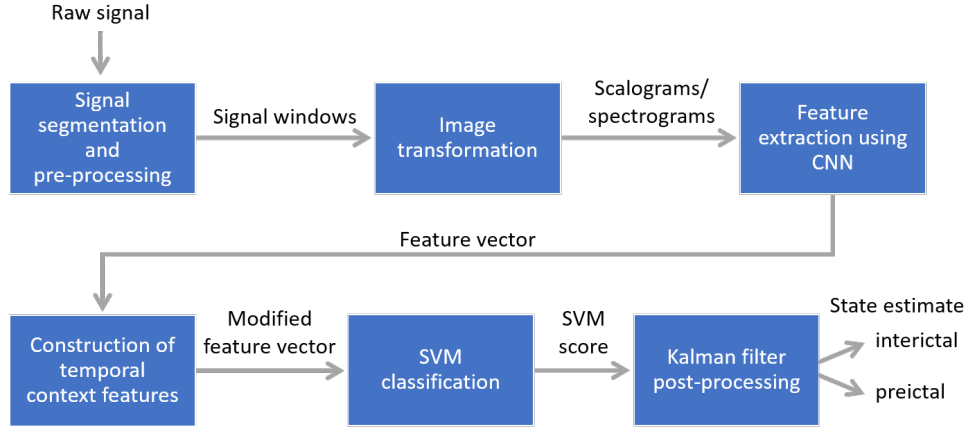 Raw signal
Signal
segmentation
and
pre-processing
Signal windows
Image
transformation
Scalograms/
spectrograms
Feature
extraction using
CNN
Feature vector
Construction of
temporal
context features
Modified
feature vector
SVM
classification
SVM
score
Kalman filter
post-processing
State estimate
interictal
preictal